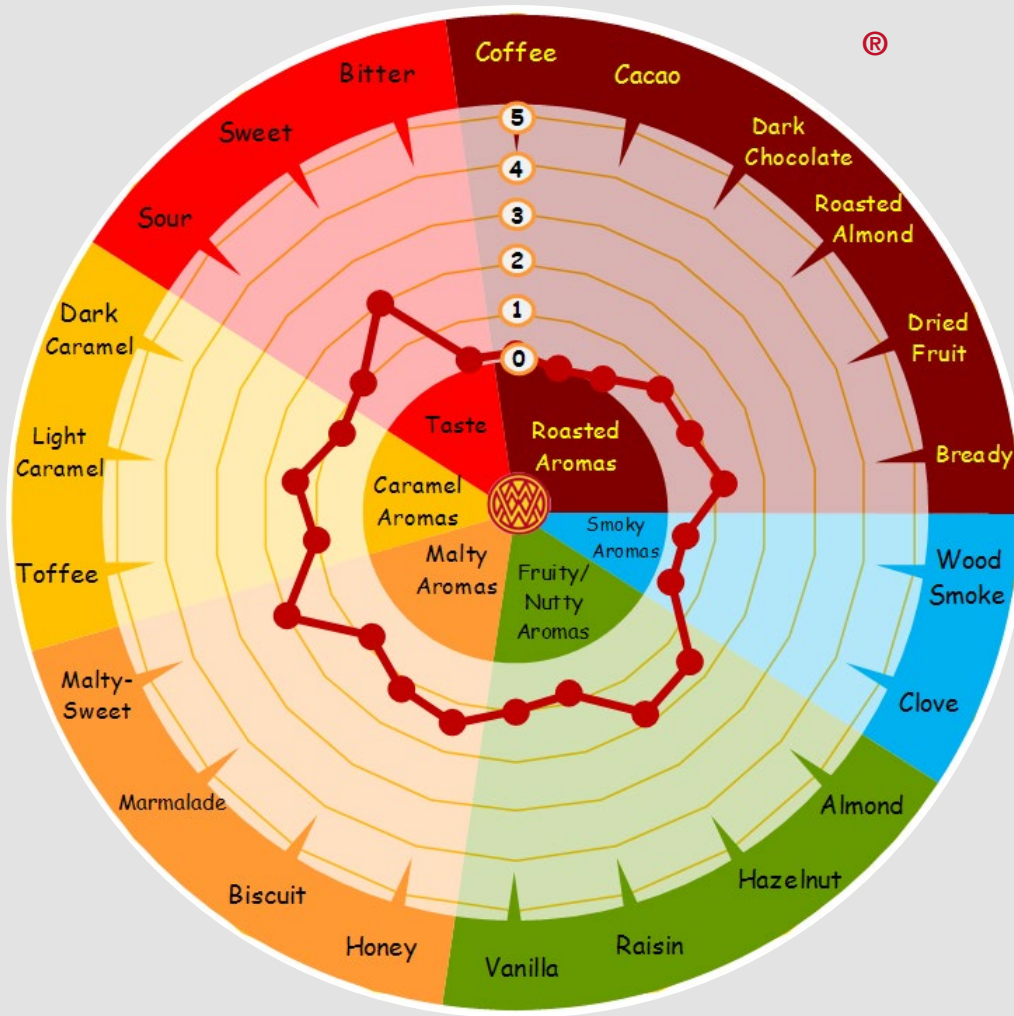 ®
Coffee
Cacao
Dark
Chocolate
Roasted
Almond
Dried
Fruit
Bready
Wood
Smoke
Clove
Almond
Hazelnut
Raisin
Vanilla
Honey
Biscuit
Marmalade
Malty-
Sweet
Toffee
Light
Caramel
Dark
Caramel
Sour
Sweet
Bitter
5
4
3
2
1
0
Taste
Roasted
Aromas
Smoky
Aromas
Fruity/
Nutty
Aromas
Malty
Aromas
Caramel
Aromas